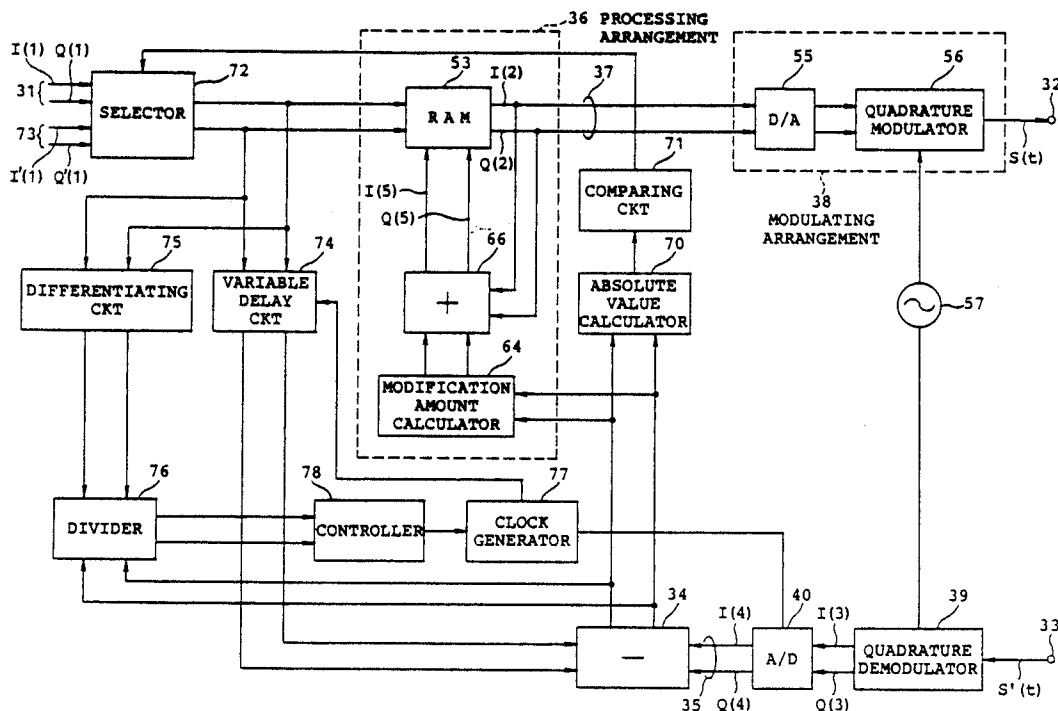 36 PROCESSING
ARRANGEMENT
I(1) Q(1)
31
73
I'(1) Q'(1)
72
SELECTOR
53
RAM
I(2)
Q(2)
37
55
D/A
56
QUADRATURE
MODULATOR
32
S(t)
38
MODULATING
ARRANGEMENT
I(5)
Q(5)
71
COMPARING
CKT
75
DIFFERENTIATING
CKT
74
VARIABLE
DELAY
CKT
66
+
70
ABSOLUTE
VALUE
CALCULATOR
57
64
MODIFICATION
AMOUNT
CALCULATOR
76
DIVIDER
78
CONTROLLER
77
CLOCK
GENERATOR
34
−
35
I(4)
Q(4)
40
A/D
I(3)
Q(3)
39
QUADRATURE
DEMODULATOR
33
S'(t)